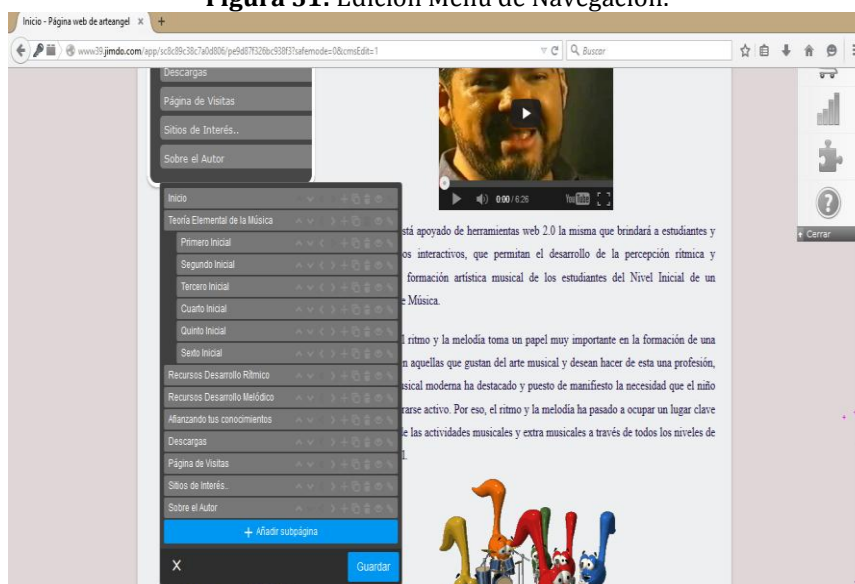 Figura 31. Edición Menú de Navegación.
Inicio - Página web de arteangel
www39.jimdo.com/app/sc8c89c38c7a0d806/pe9d87f326bc938f3?safemode=0&cmsEdit=1
Buscar
Descargas
Página de Visitas
Sitios de Interés..
Sobre el Autor
0:00 / 6:26
YouTube
+ Cerrar
Inicio
Teoría Elemental de la Música
Primero Inicial
Segundo Inicial
Tercero Inicial
Cuarto Inicial
Quinto Inicial
Sexto Inicial
Recursos Desarrollo Rítmico
Recursos Desarrollo Melódico
Afianzando tus conocimientos
Descargas
Página de Visitas
Sitios de Interés..
Sobre el Autor
+ Añadir subpágina
X
Guardar
stá apoyado de herramientas web 2.0 la misma que brindará a estudiantes y
os interactivos, que permitan el desarrollo de la percepción rítmica y
formación artística musical de los estudiantes del Nivel Inicial de un
e Música.
l ritmo y la melodía toma un papel muy importante en la formación de una
n aquellas que gustan del arte musical y desean hacer de esta una profesión,
usical moderna ha destacado y puesto de manifiesto la necesidad que el niño
rarse activo. Por eso, el ritmo y la melodía ha pasado a ocupar un lugar clave
de las actividades musicales y extra musicales a través de todos los niveles de
l.